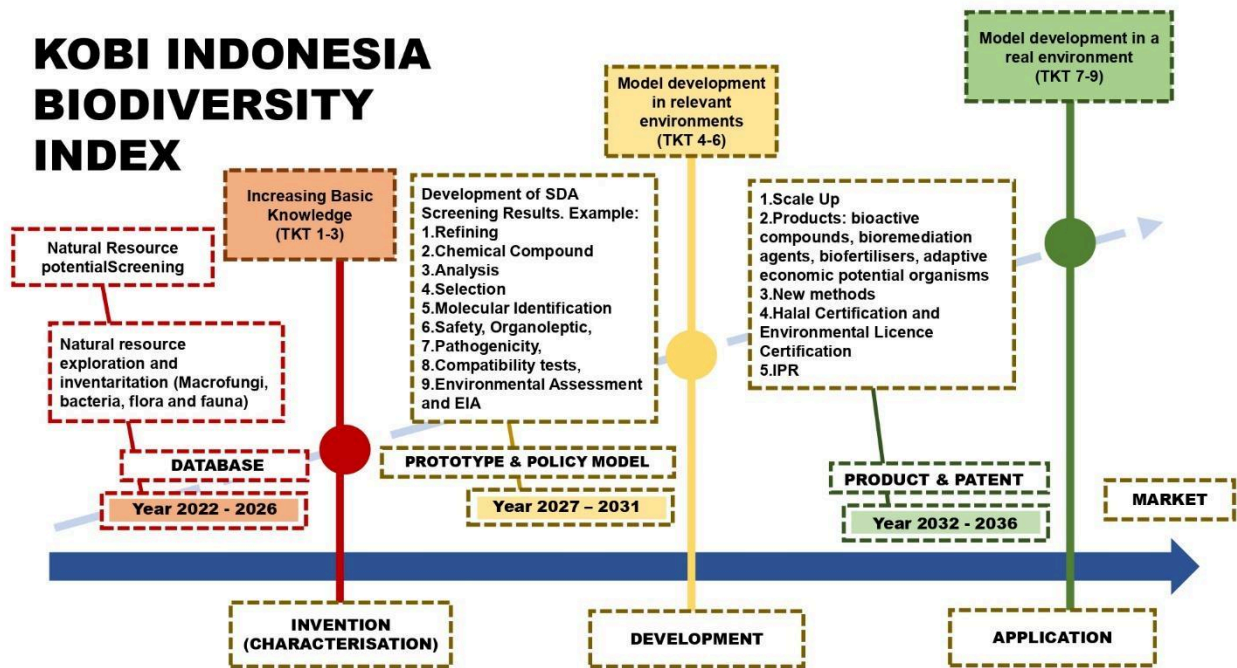 KOBI INDONESIA
BIODIVERSITY
INDEX
Natural Resource
potentialScreening
Natural resource
exploration and
inventaritation (Macrofungi,
bacteria, flora and fauna)
DATABASE
Year 2022 - 2026
Increasing Basic
Knowledge
(TKT 1-3)
INVENTION
(CHARACTERISATION)
Development of SDA
Screening Results. Example:
1.Refining
2.Chemical Compound
3.Analysis
4.Selection
5.Molecular Identification
6.Safety, Organoleptic,
7.Pathogenicity,
8.Compatibility tests,
9.Environmental Assessment
and EIA
PROTOTYPE & POLICY MODEL
Year 2027 – 2031
Model development
in relevant
environments
(TKT 4-6)
DEVELOPMENT
1.Scale Up
2.Products: bioactive
compounds, bioremediation
agents, biofertilisers, adaptive
economic potential organisms
3.New methods
4.Halal Certification and
Environmental Licence
Certification
5.IPR
PRODUCT & PATENT
Year 2032 - 2036
Model development in a
real environment
(TKT 7-9)
APPLICATION
MARKET